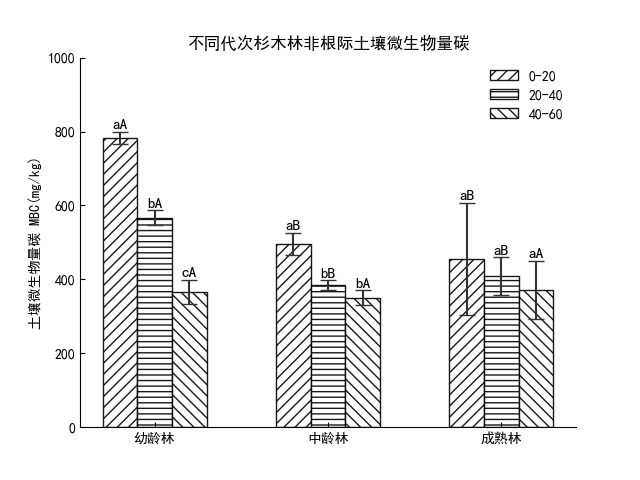 不同代次杉木林非根际土壤微生物量碳
1000
800
600
400
200
0
土壤微生物量碳 MBC(mg/kg)
0-20
20-40
40-60
aA
bA
cA
aB
bB
bA
aB
aB
aA
幼龄林
中龄林
成熟林